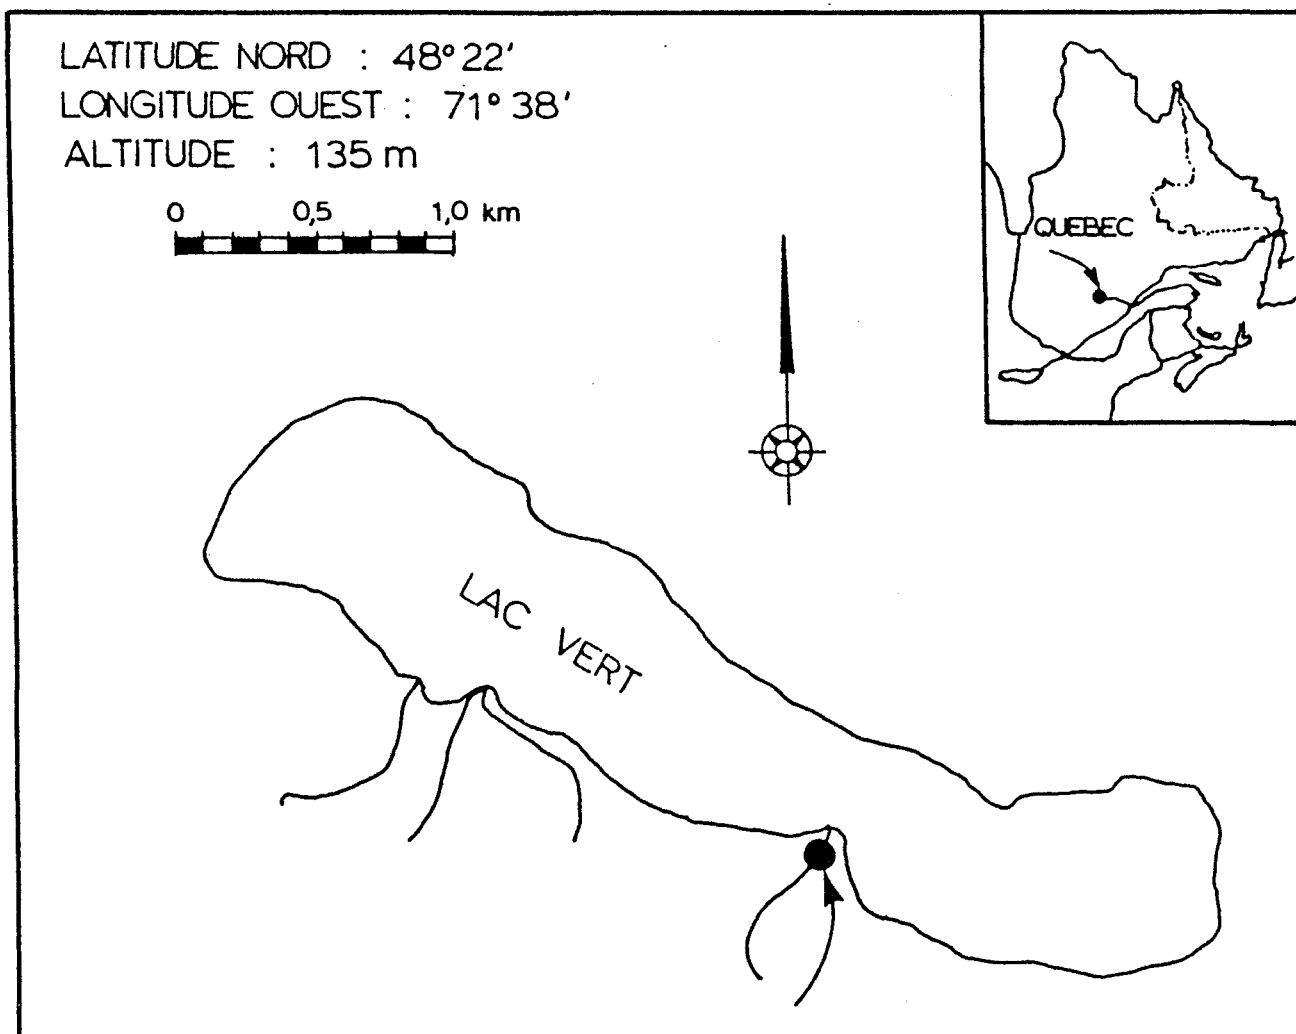 LATITUDE NORD : 48° 22'
LONGITUDE OUEST : 71° 38'
ALTITUDE : 135 m
0 0,5 1,0 km
QUEBEC
LAC VERT